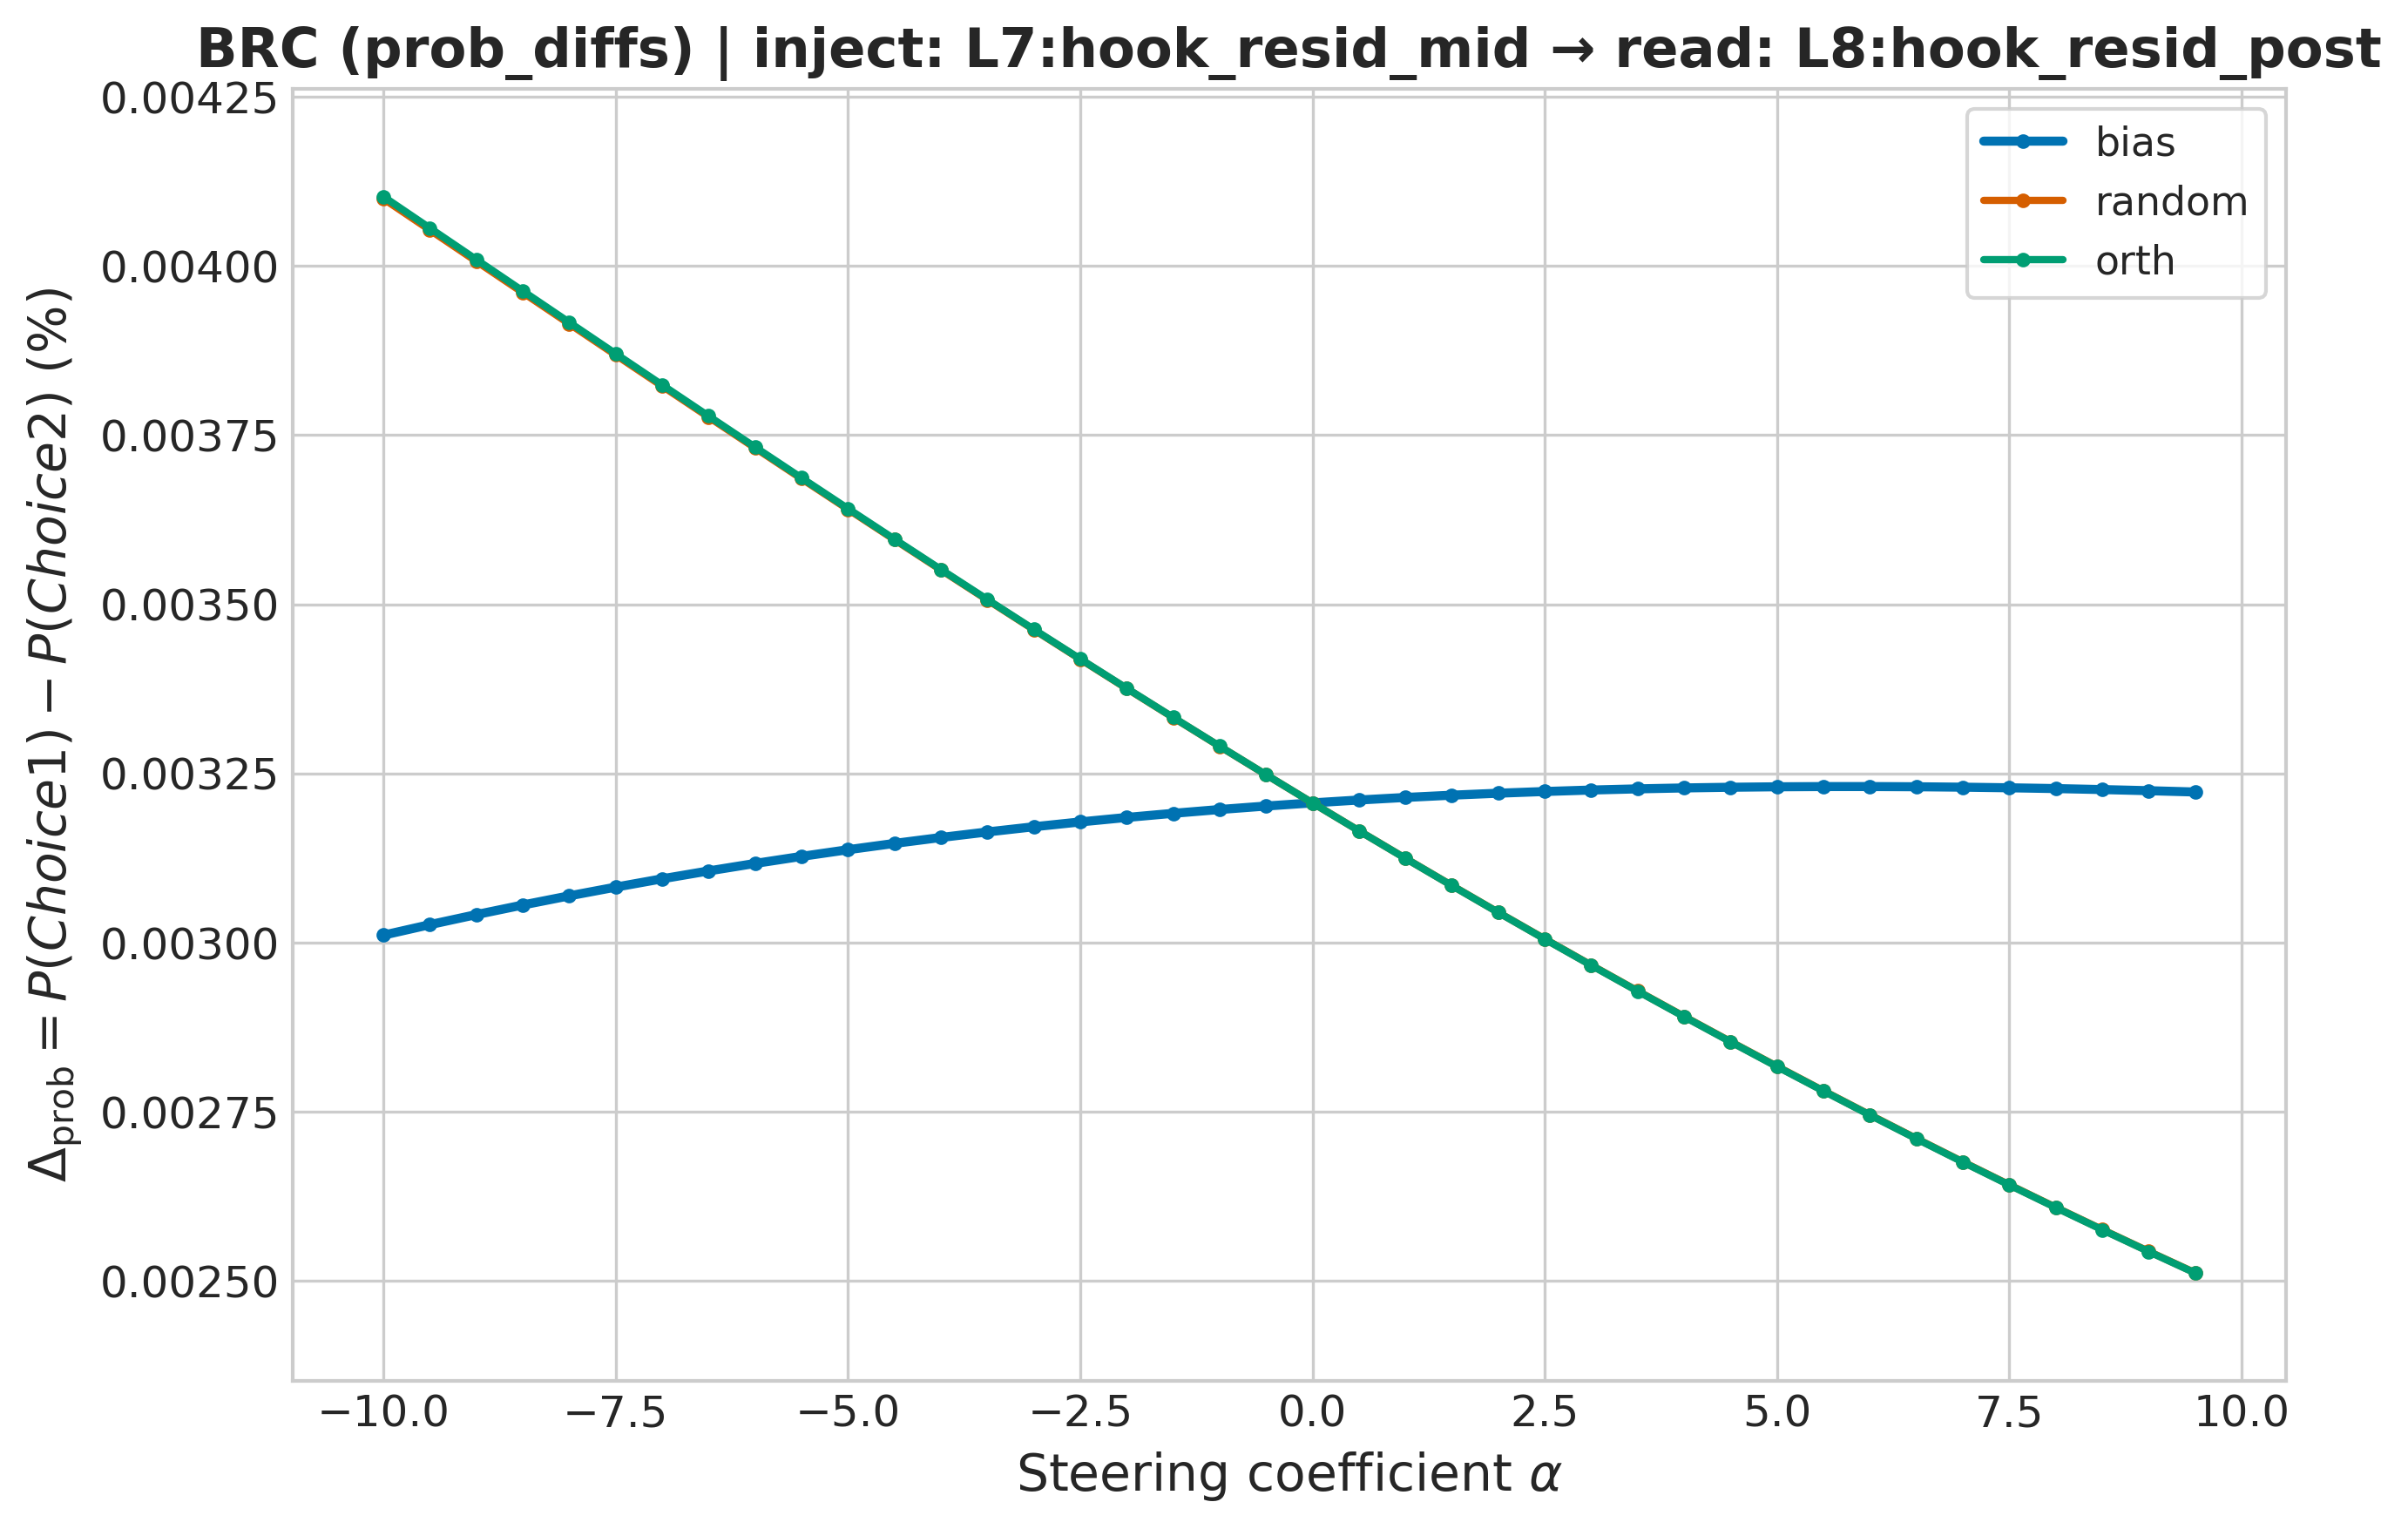 BRC (prob_diffs) | inject: L7:hook_resid_mid → read: L8:hook_resid_post
Δprob = P(Choice1) − P(Choice2) (%)
0.00425
0.00400
0.00375
0.00350
0.00325
0.00300
0.00275
0.00250
bias
random
orth
−10.0 −7.5 −5.0 −2.5 0.0 2.5 5.0 7.5 10.0
Steering coefficient α